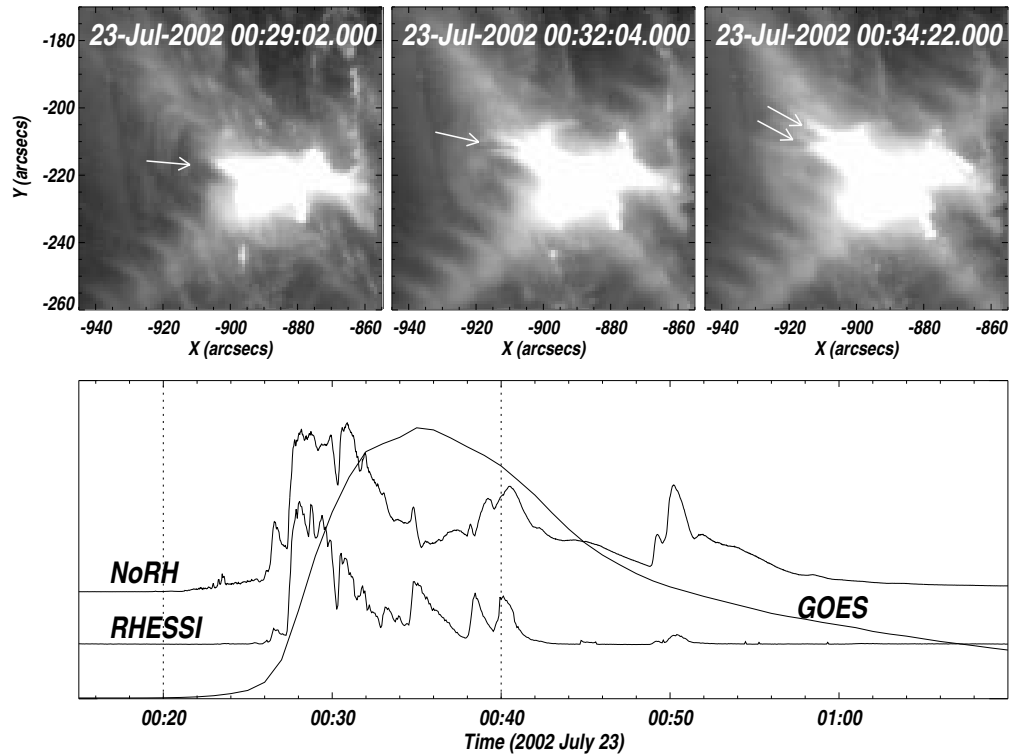 23-Jul-2002 00:29:02.000
23-Jul-2002 00:32:04.000
23-Jul-2002 00:34:22.000
-180
-200
-220
-240
-260
Y (arcsecs)
-940 -920 -900 -880 -860
-940 -920 -900 -880 -860
-940 -920 -900 -880 -860
X (arcsecs)
X (arcsecs)
X (arcsecs)
NoRH
RHESSI
GOES
00:20 00:30 00:40 00:50 01:00
Time (2002 July 23)